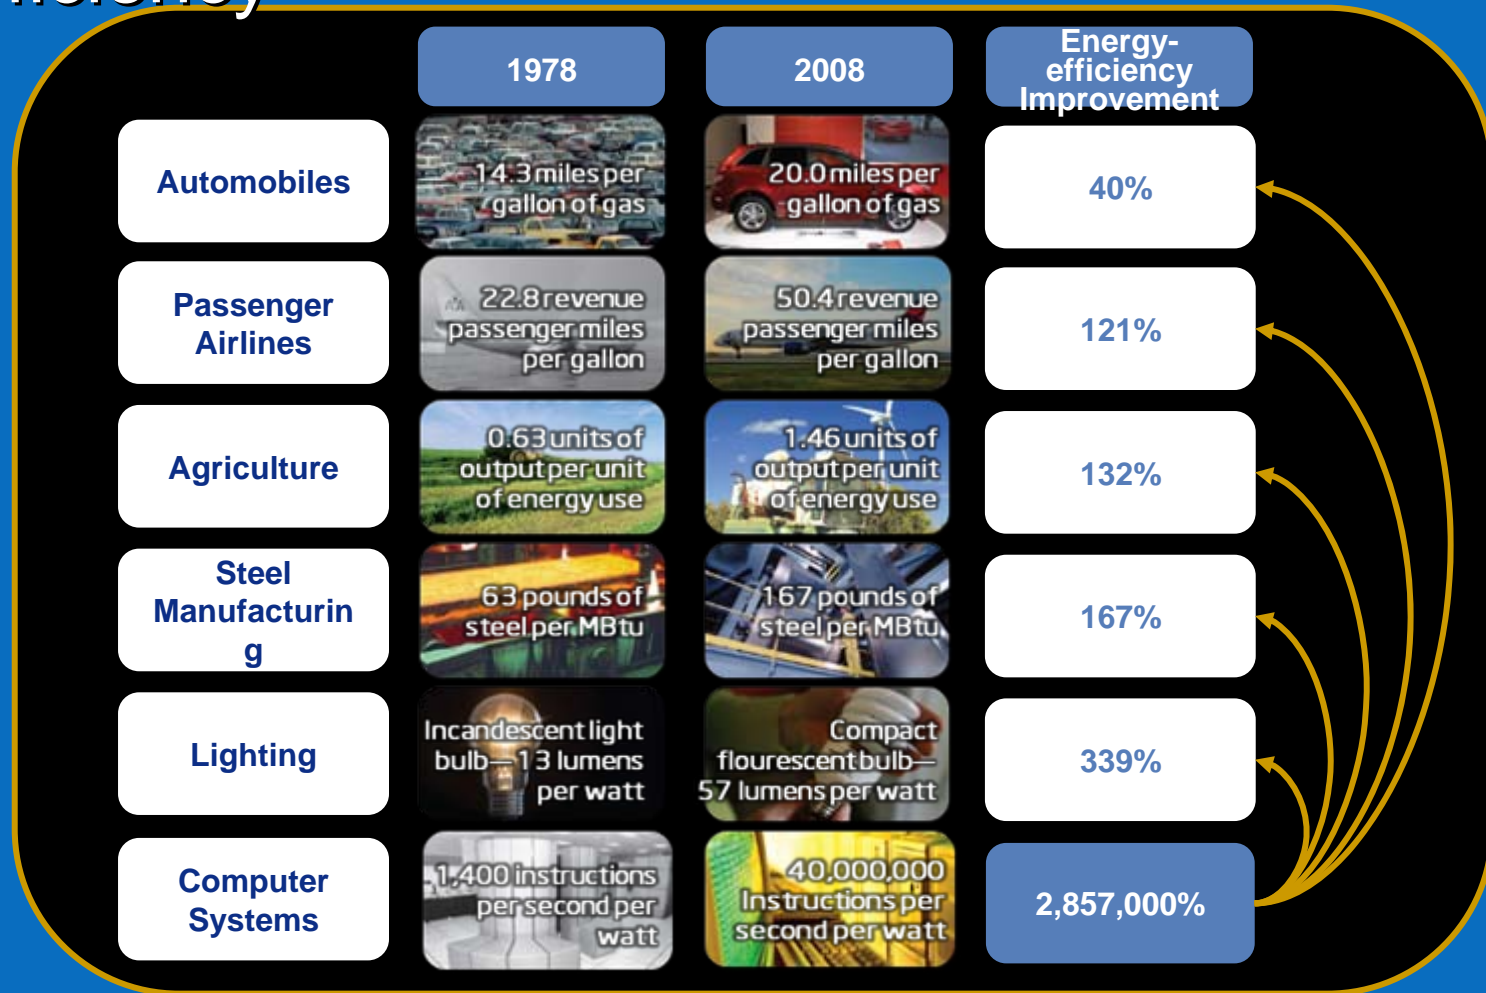 1978
2008
Energy-
efficiency
Improvement
Automobiles
14.3 miles per
gallon of gas
20.0 miles per
gallon of gas
40%
Passenger
Airlines
22.8 revenue
passenger miles
per gallon
50.4 revenue
passenger miles
per gallon
121%
Agriculture
0.63 units of
output per unit
of energy use
1.46 units of
output per unit
of energy use
132%
Steel
Manufacturin
g
63 pounds of
steel per MBtu
167 pounds of
steel per MBtu
167%
Lighting
Incandescent light
bulb—13 lumens
per watt
Compact
flourescent bulb—
57 lumens per watt
339%
Computer
Systems
1,400 instructions
per second per
watt
40,000,000
Instructions per
second per watt
2,857,000%